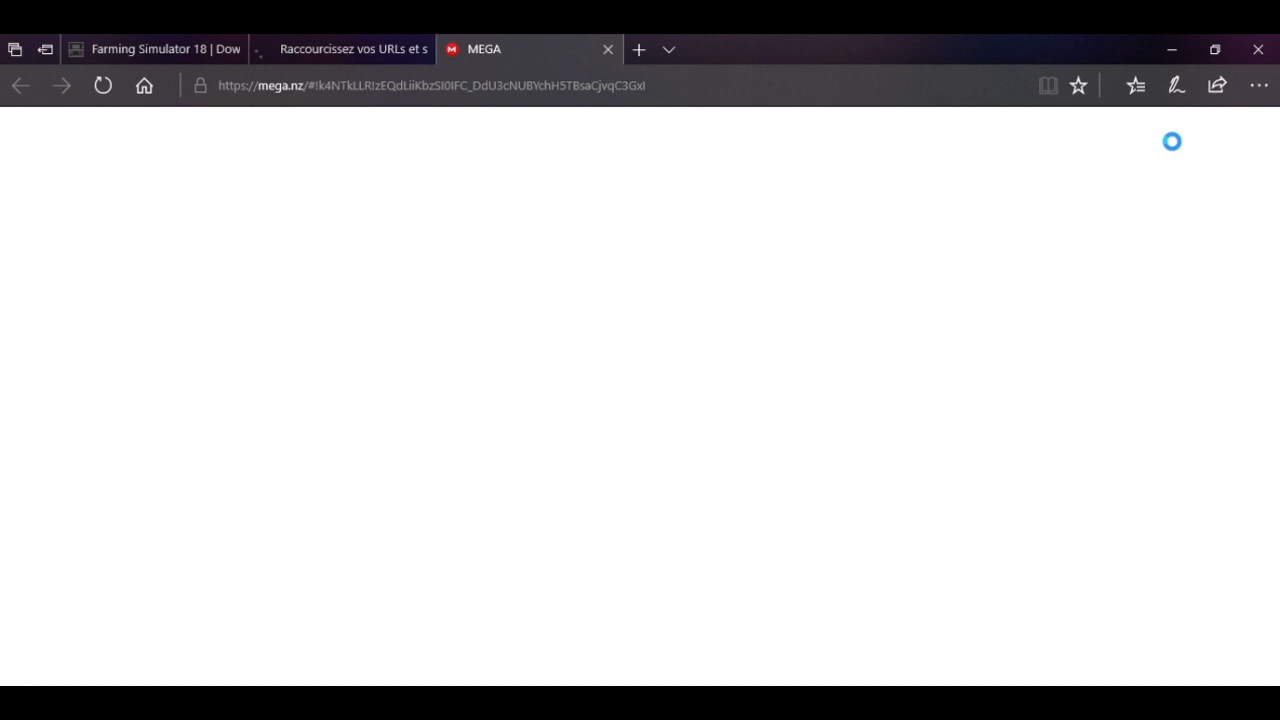 Farming Simulator 18 | Dow
Raccourcissez vos URLs et s
MEGA
https://mega.nz/#!k4NTkLLR!zEQdLiiKbzSI0IFC_DdU3cNUBYchH5TBsaCjvqC3GxI